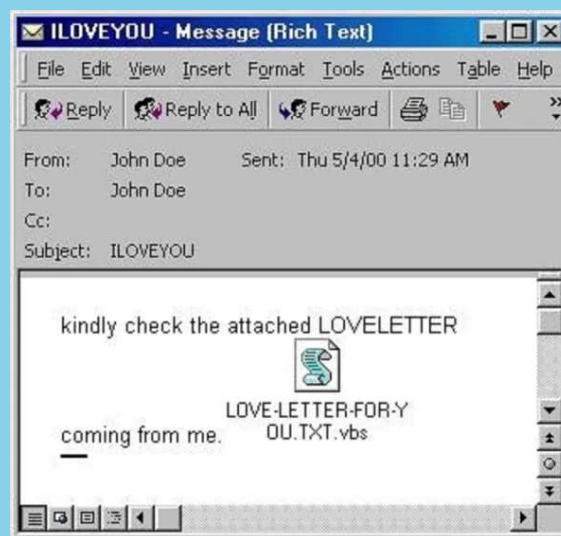 ILOVEYOU - Message (Rich Text)
File Edit View Insert Format Tools Actions Table Help
Reply Reply to All Forward
From: John Doe Sent: Thu 5/4/00 11:29 AM
To: John Doe
Cc:
Subject: ILOVEYOU
kindly check the attached LOVELETTER
LOVE-LETTER-FOR-Y
OU.TXT.vbs
coming from me.